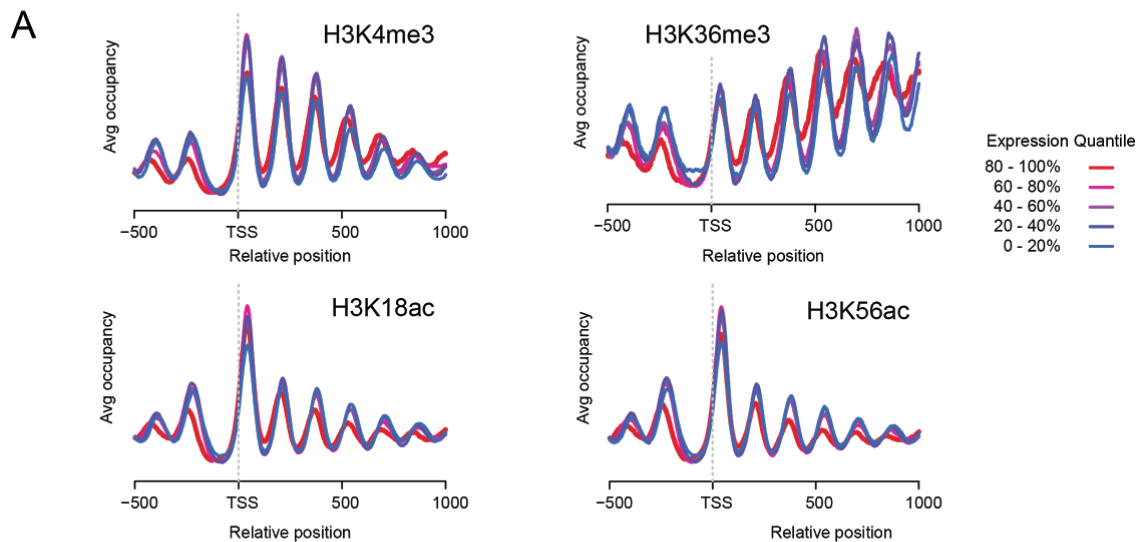 A
H3K4me3
Avg occupancy
−500 TSS 500 1000
Relative position
H3K36me3
Avg occupancy
−500 TSS 500 1000
Relative position
Expression Quantile
80 - 100%
60 - 80%
40 - 60%
20 - 40%
0 - 20%
H3K18ac
Avg occupancy
−500 TSS 500 1000
Relative position
H3K56ac
Avg occupancy
−500 TSS 500 1000
Relative position